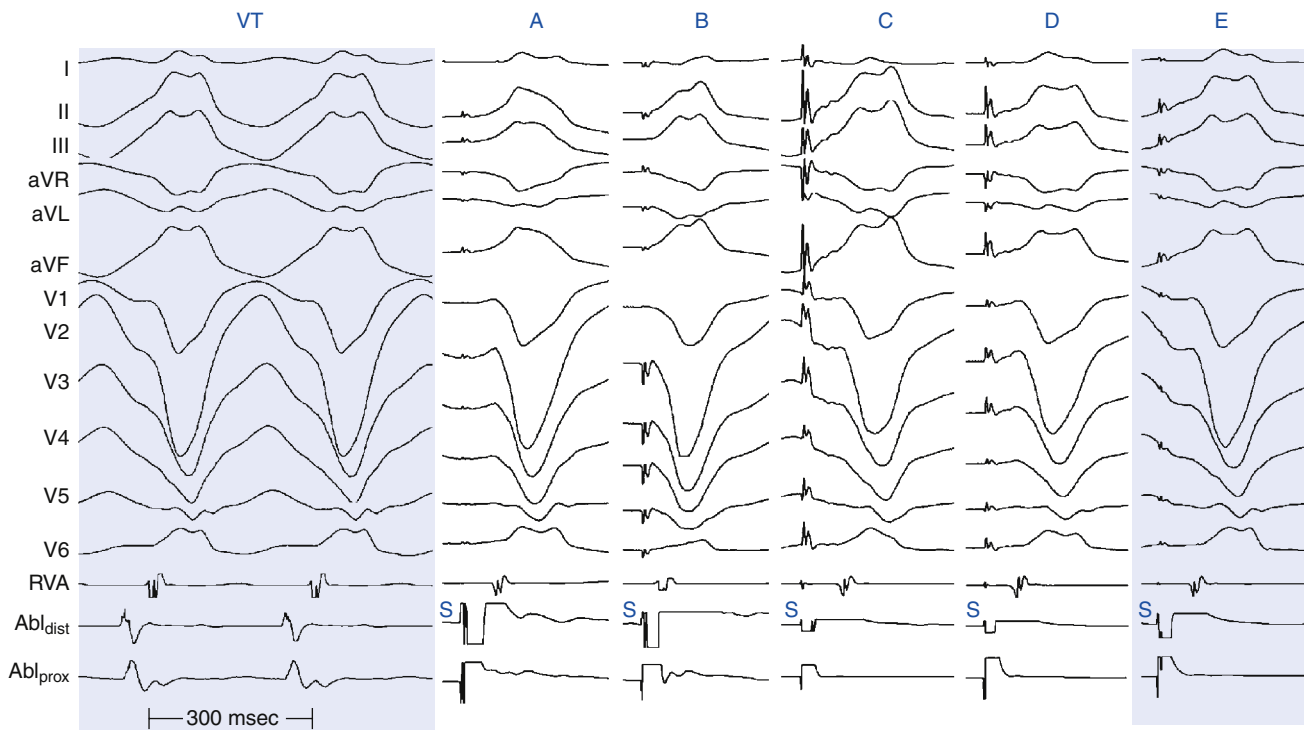 VT A B C D E
I
II
III
aVR
aVL
aVF
V1
V2
V3
V4
V5
V6
RVA
S S S S S
Abldist
Ablprox
300 msec